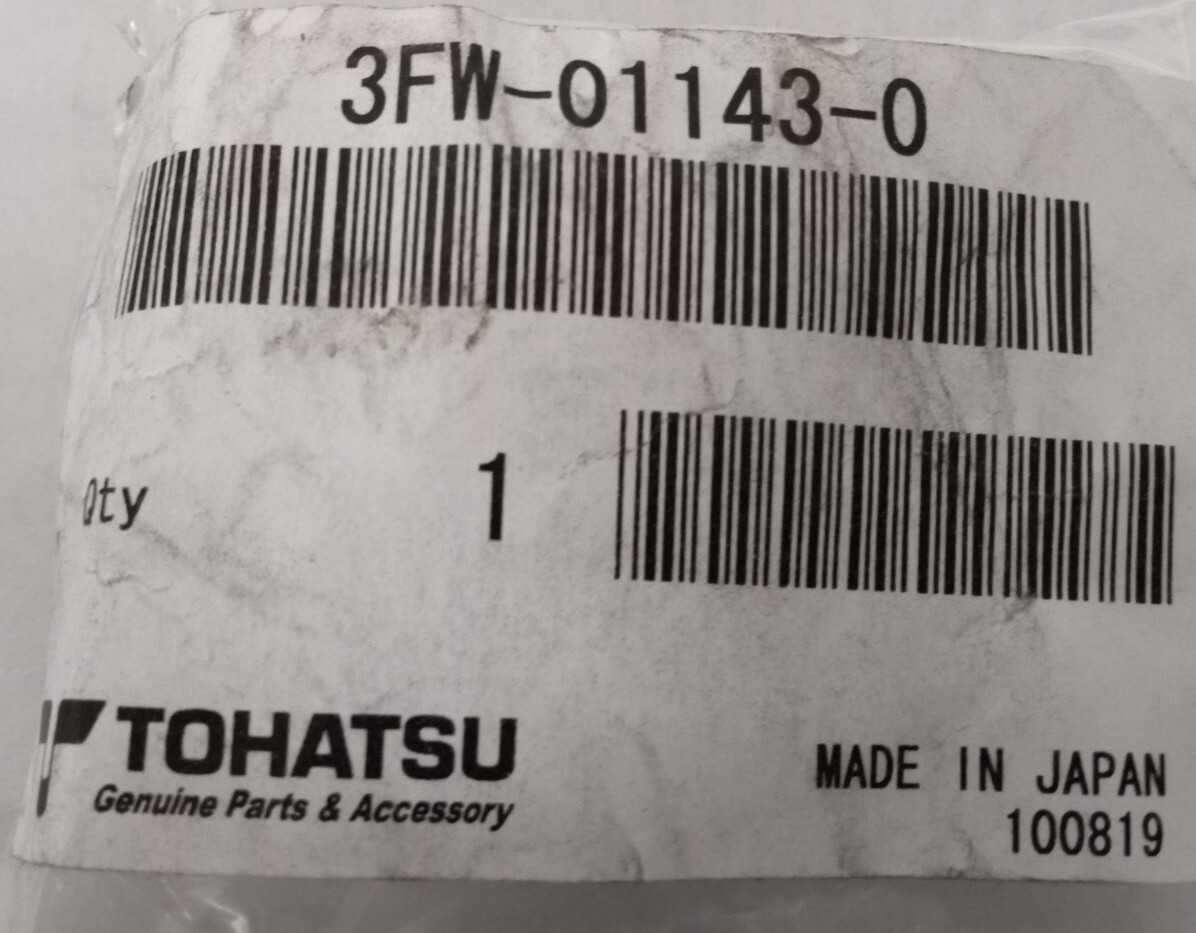 3FW-01143-0
Qty 1
TOHATSU
Genuine Parts & Accessory
MADE IN JAPAN
100819